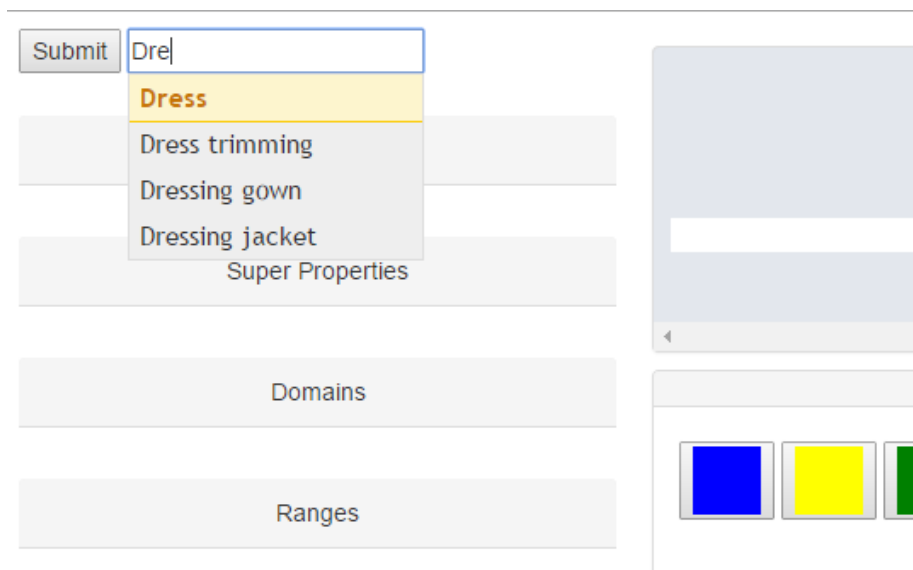 Submit Dre
Dress
Dress trimming
Dressing gown
Dressing jacket
Super Properties
Domains
Ranges